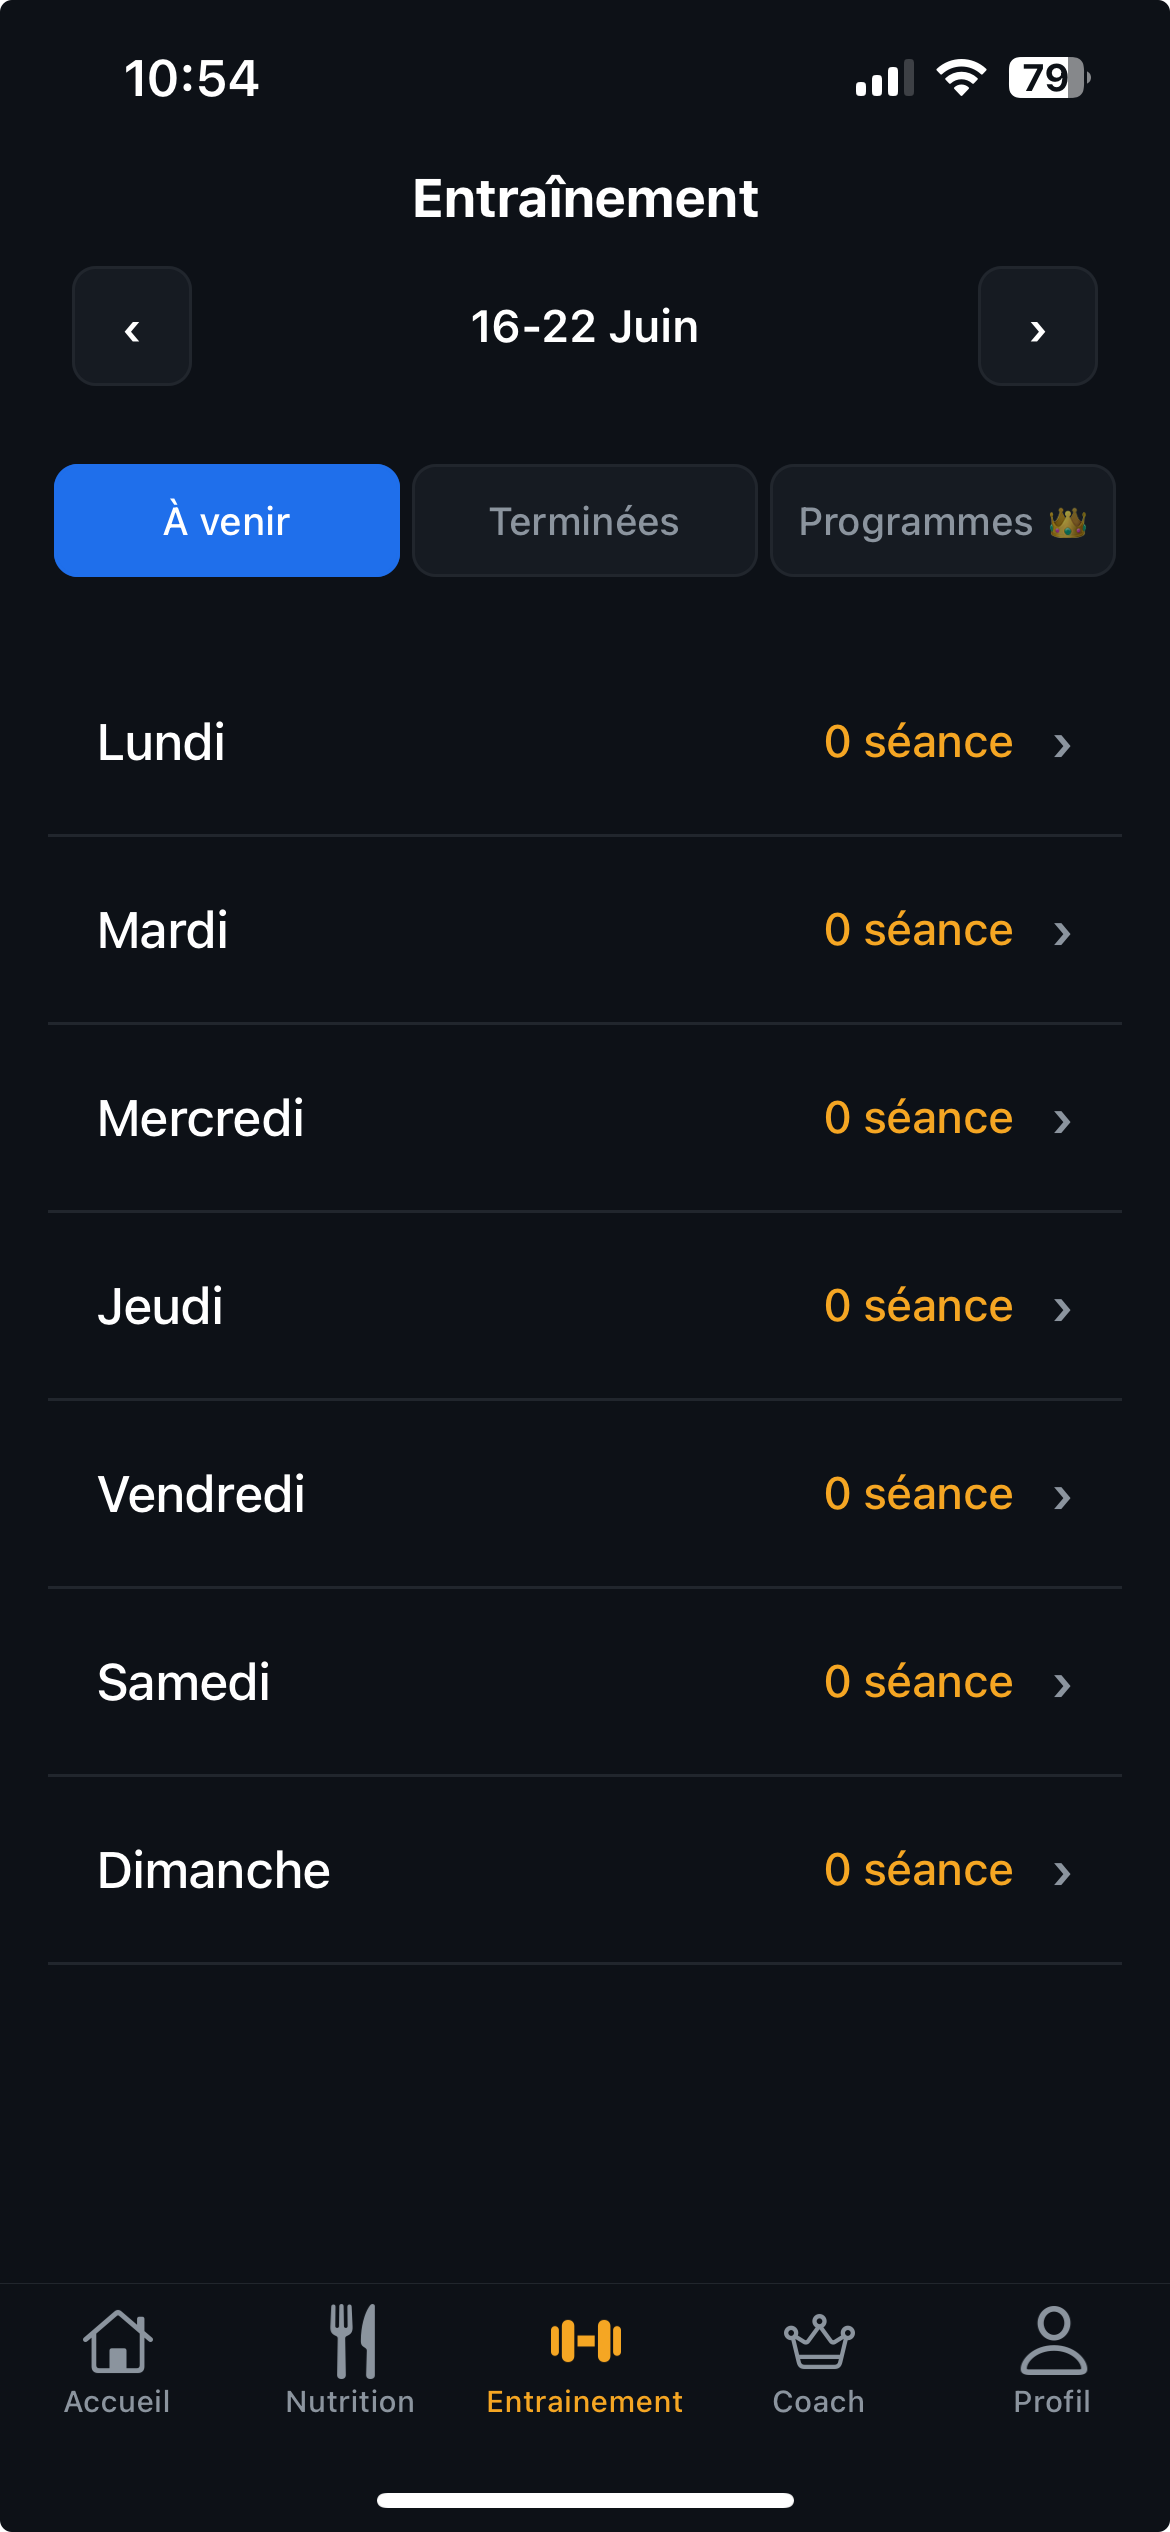 10:54
79
Entraînement
‹ 16-22 Juin ›
À venir Terminées Programmes 👑
Lundi 0 séance ›
Mardi 0 séance ›
Mercredi 0 séance ›
Jeudi 0 séance ›
Vendredi 0 séance ›
Samedi 0 séance ›
Dimanche 0 séance ›
Accueil Nutrition Entrainement Coach Profil